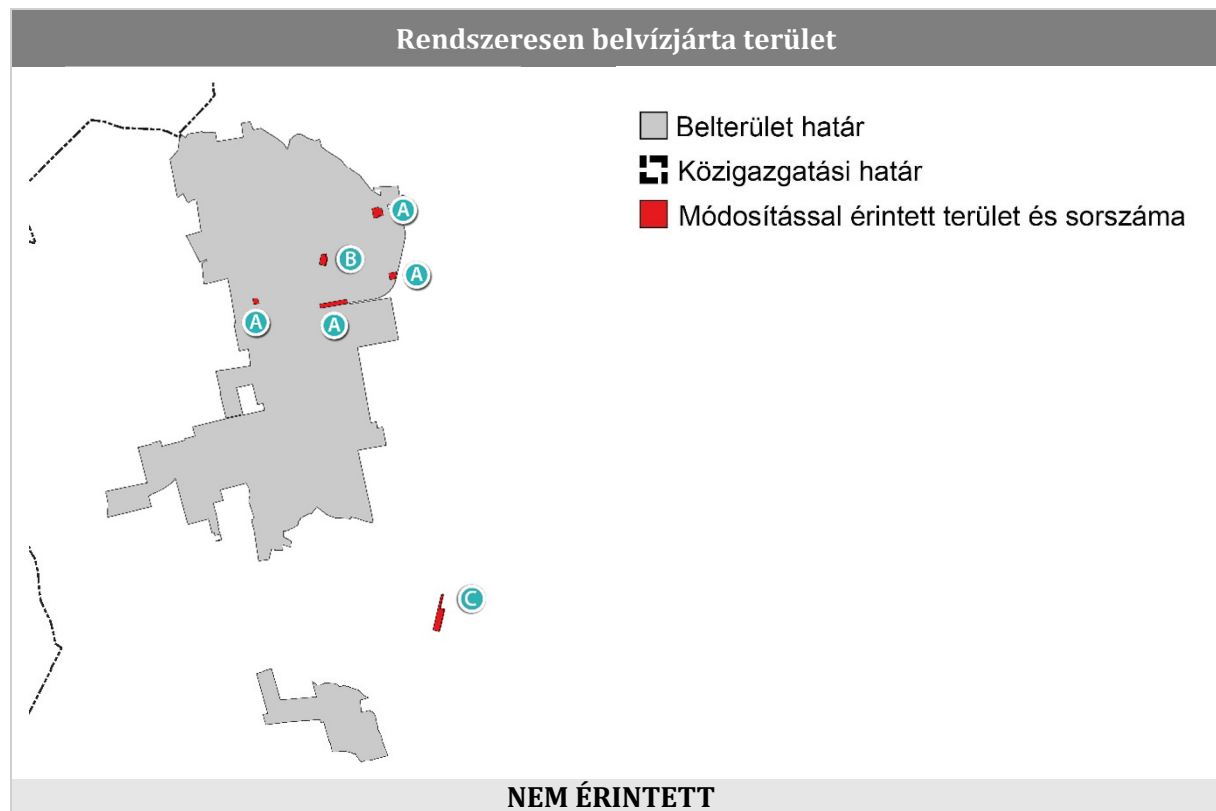 Rendszeresen belvízjárta terület
Belterület határ
Közigazgatási határ
Módosítással érintett terület és sorszáma
A
B
A
A
A
C
NEM ÉRINTETT